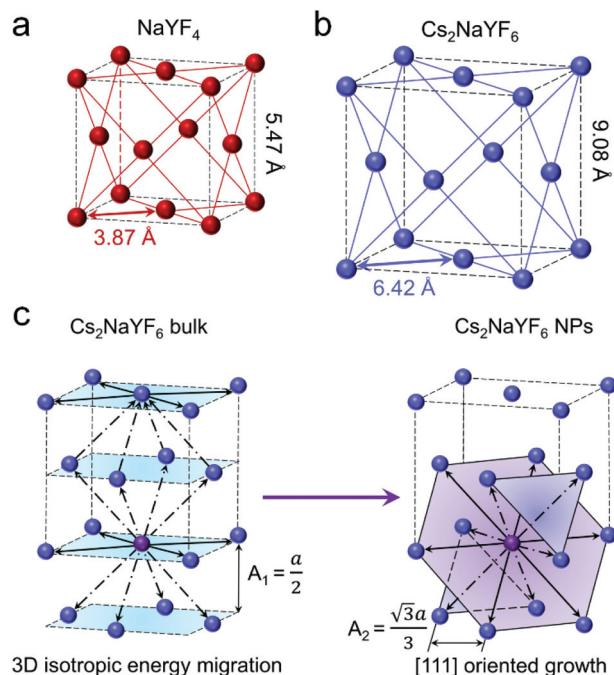 a
NaYF₄
5.47 Å
3.87 Å
b
Cs₂NaYF₆
9.08 Å
6.42 Å
c
Cs₂NaYF₆ bulk
A₁ = a/2
3D isotropic energy migration
Cs₂NaYF₆ NPs
A₂ = √3a/3
[111] oriented growth